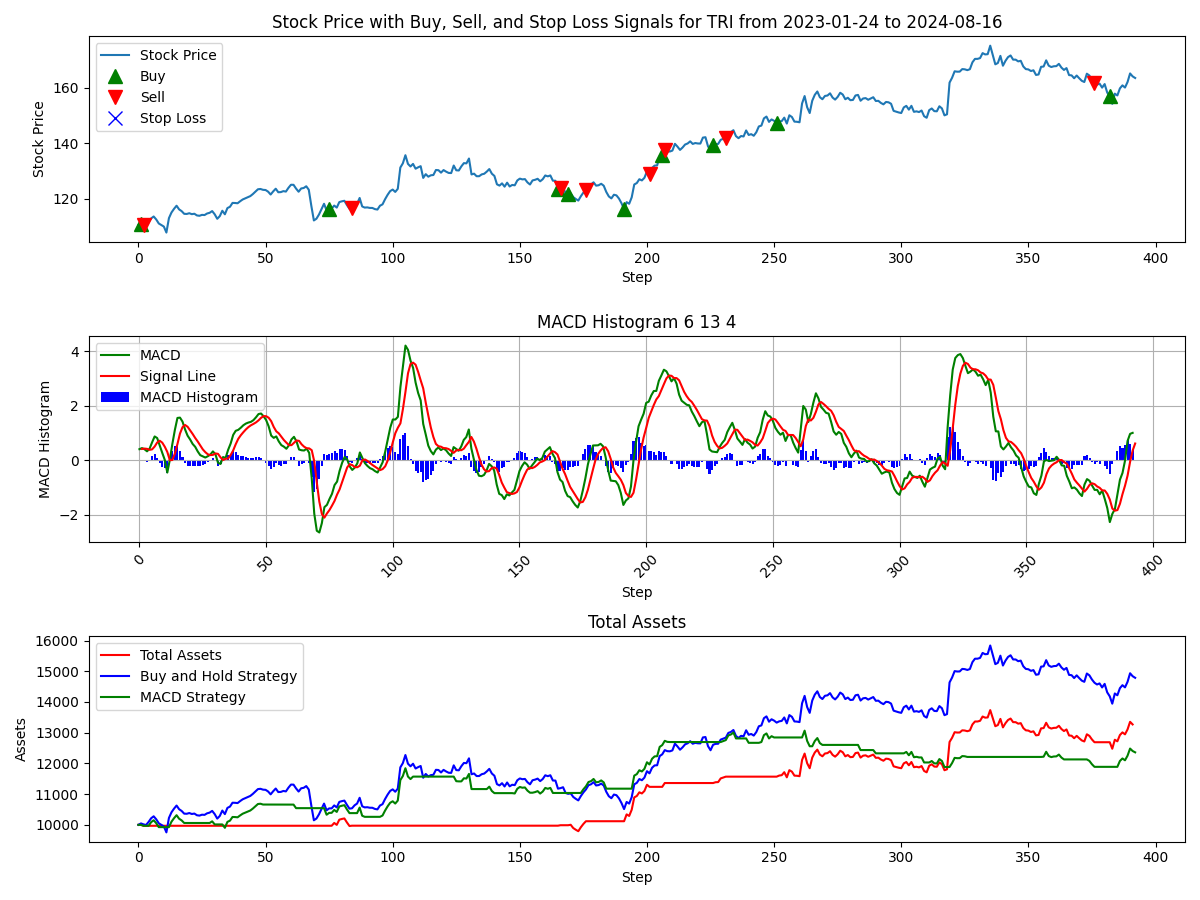 Stock Price with Buy, Sell, and Stop Loss Signals for TRI from 2023-01-24 to 2024-08-16
Stock Price
Buy
Sell
Stop Loss
Stock Price
160
140
120
0 50 100 150 200 250 300 350 400
Step
MACD Histogram 6 13 4
MACD
Signal Line
MACD Histogram
MACD Histogram
4
2
0
−2
0 50 100 150 200 250 300 350 400
Step
Total Assets
Total Assets
Buy and Hold Strategy
MACD Strategy
Assets
16000
15000
14000
13000
12000
11000
10000
0 50 100 150 200 250 300 350 400
Step